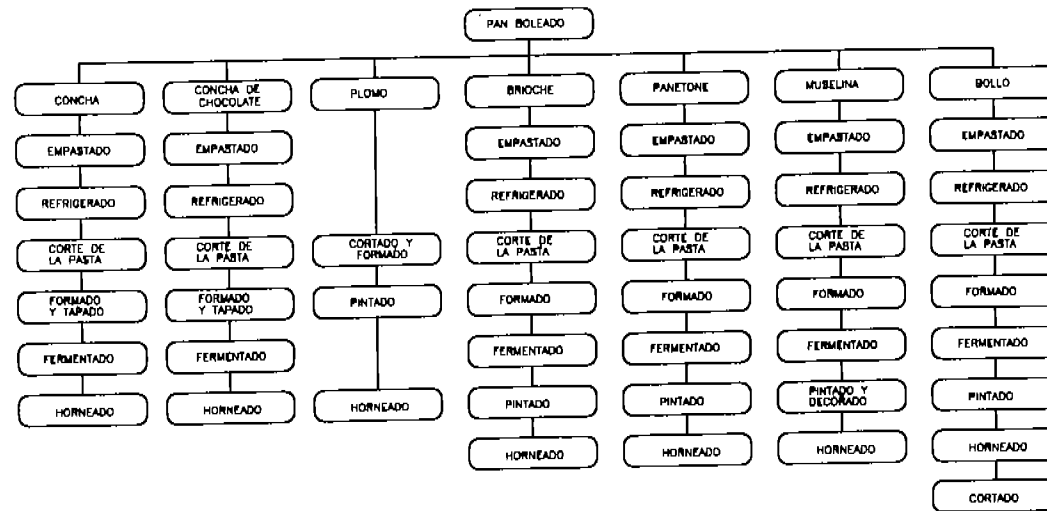 PAN BOLEADO
CONCHA
EMPASTADO
REFRIGERADO
CORTE DE
LA PASTA
FORMADO
Y TAPADO
FERMENTADO
HORNEADO
CONCHA DE
CHOCOLATE
EMPASTADO
REFRIGERADO
CORTE DE
LA PASTA
FORMADO
Y TAPADO
FERMENTADO
HORNEADO
PLOMO
CORTADO Y
FORMADO
PINTADO
HORNEADO
BRIOCHE
EMPASTADO
REFRIGERADO
CORTE DE
LA PASTA
FORMADO
FERMENTADO
PINTADO
HORNEADO
PANETONE
EMPASTADO
REFRIGERADO
CORTE DE
LA PASTA
FORMADO
FERMENTADO
PINTADO
HORNEADO
MUSELINA
EMPASTADO
REFRIGERADO
CORTE DE
LA PASTA
FORMADO
FERMENTADO
PINTADO Y
DECORADO
HORNEADO
BOLLO
EMPASTADO
REFRIGERADO
CORTE DE
LA PASTA
FORMADO
FERMENTADO
PINTADO
HORNEADO
CORTADO